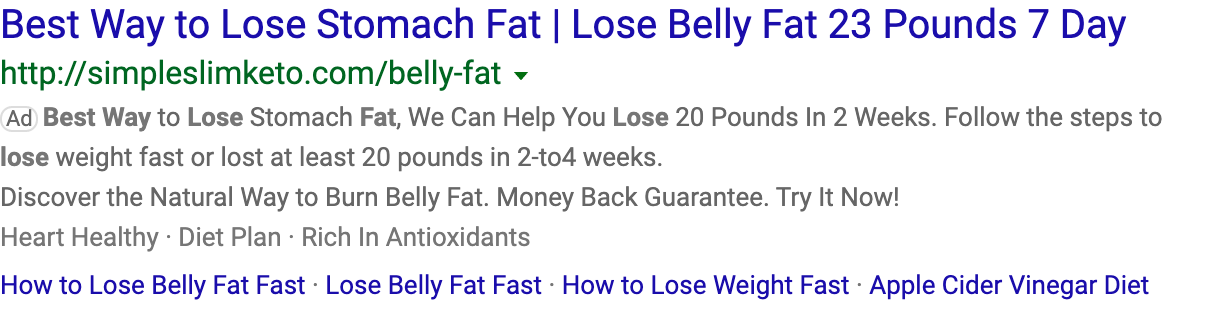 Best Way to Lose Stomach Fat | Lose Belly Fat 23 Pounds 7 Day
http://simpleslimketo.com/belly-fat
Ad Best Way to Lose Stomach Fat, We Can Help You Lose 20 Pounds In 2 Weeks. Follow the steps to
lose weight fast or lost at least 20 pounds in 2-to4 weeks.
Discover the Natural Way to Burn Belly Fat. Money Back Guarantee. Try It Now!
Heart Healthy · Diet Plan · Rich In Antioxidants
How to Lose Belly Fat Fast · Lose Belly Fat Fast · How to Lose Weight Fast · Apple Cider Vinegar Diet